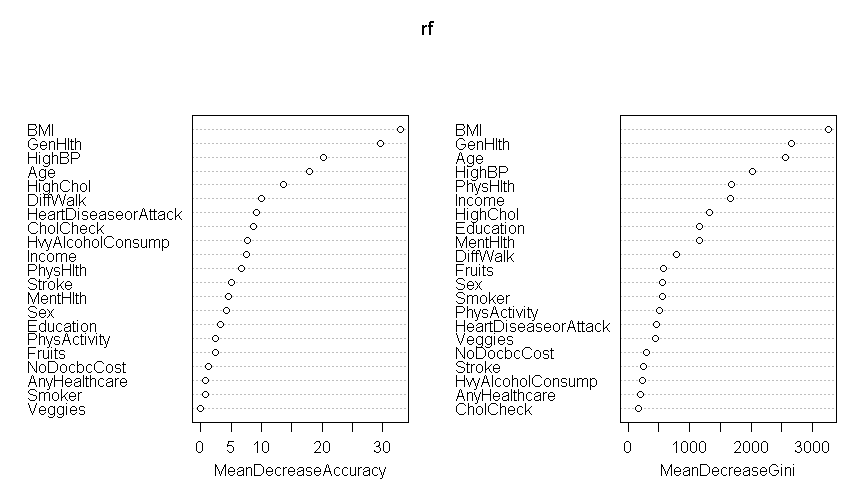 rf
BMI
GenHlth
HighBP
Age
HighChol
DiffWalk
HeartDiseaseorAttack
CholCheck
HvyAlcoholConsump
Income
PhysHlth
Stroke
MentHlth
Sex
Education
PhysActivity
Fruits
NoDocbcCost
AnyHealthcare
Smoker
Veggies
0 5 10 20 30
MeanDecreaseAccuracy
BMI
GenHlth
Age
HighBP
PhysHlth
Income
HighChol
Education
MentHlth
DiffWalk
Fruits
Sex
Smoker
PhysActivity
HeartDiseaseorAttack
Veggies
NoDocbcCost
Stroke
HvyAlcoholConsump
AnyHealthcare
CholCheck
0 1000 2000 3000
MeanDecreaseGini